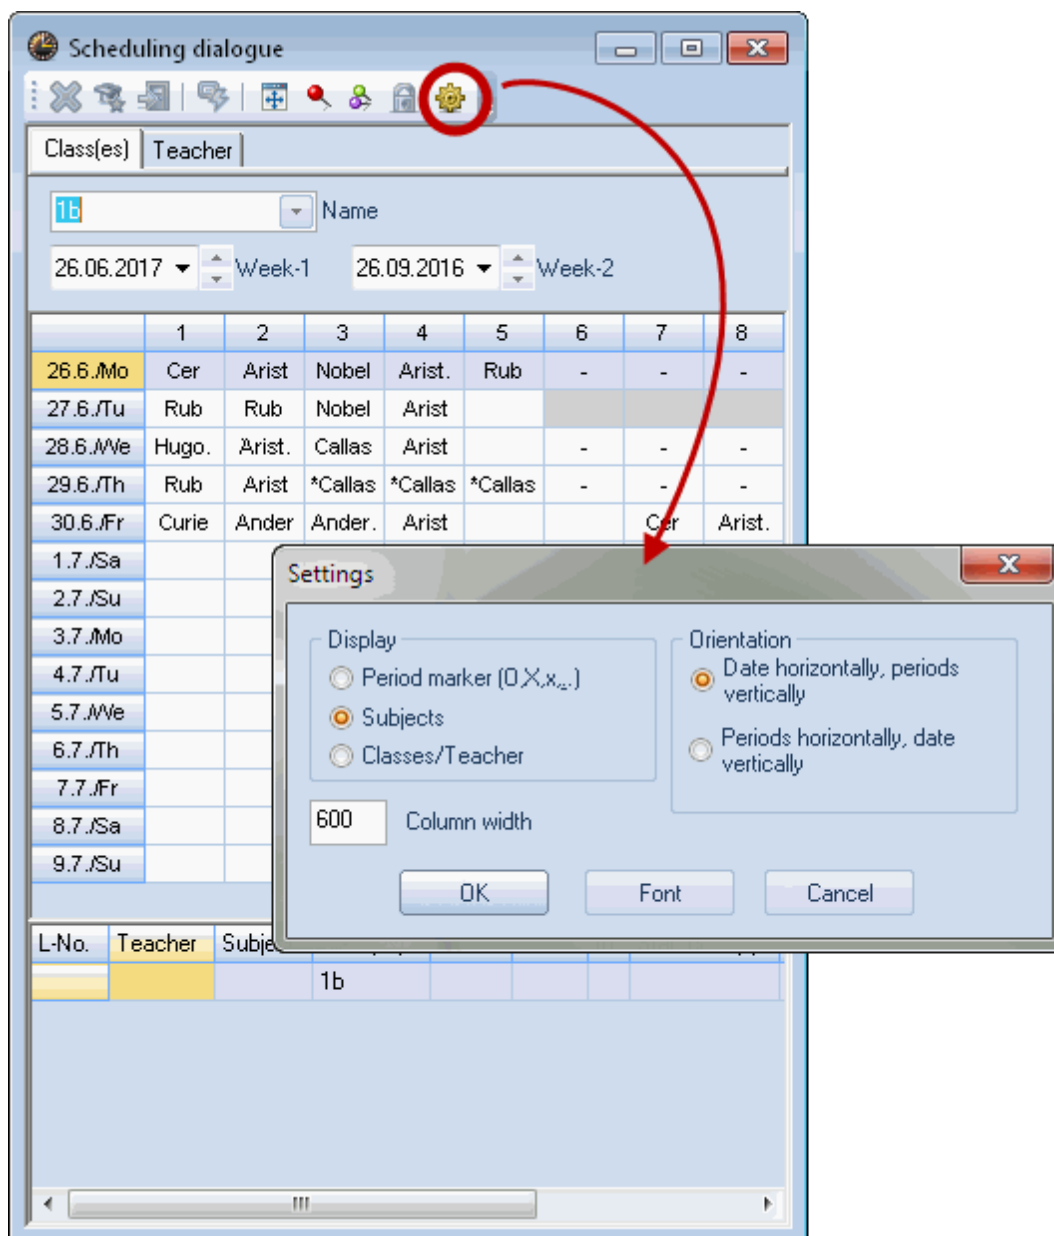 Scheduling dialogue
Class(es) Teacher
1b Name
26.06.2017 Week-1 26.09.2016 Week-2
1 2 3 4 5 6 7 8
26.6./Mo Cer Arist Nobel Arist. Rub - - -
27.6./Tu Rub Rub Nobel Arist
28.6./We Hugo. Arist. Callas Arist - - -
29.6./Th Rub Arist *Callas *Callas *Callas - - -
30.6./Fr Curie Ander Ander. Arist Cer Arist.
1.7./Sa
2.7./Su
3.7./Mo
4.7./Tu
5.7./We
6.7./Th
7.7./Fr
8.7./Sa
9.7./Su
Settings
Display
Period marker (0,X,x,,..)
Subjects
Classes/Teacher
Orientation
Date horizontally, periods
vertically
Periods horizontally, date
vertically
600 Column width
OK Font Cancel
L-No. Teacher
1b